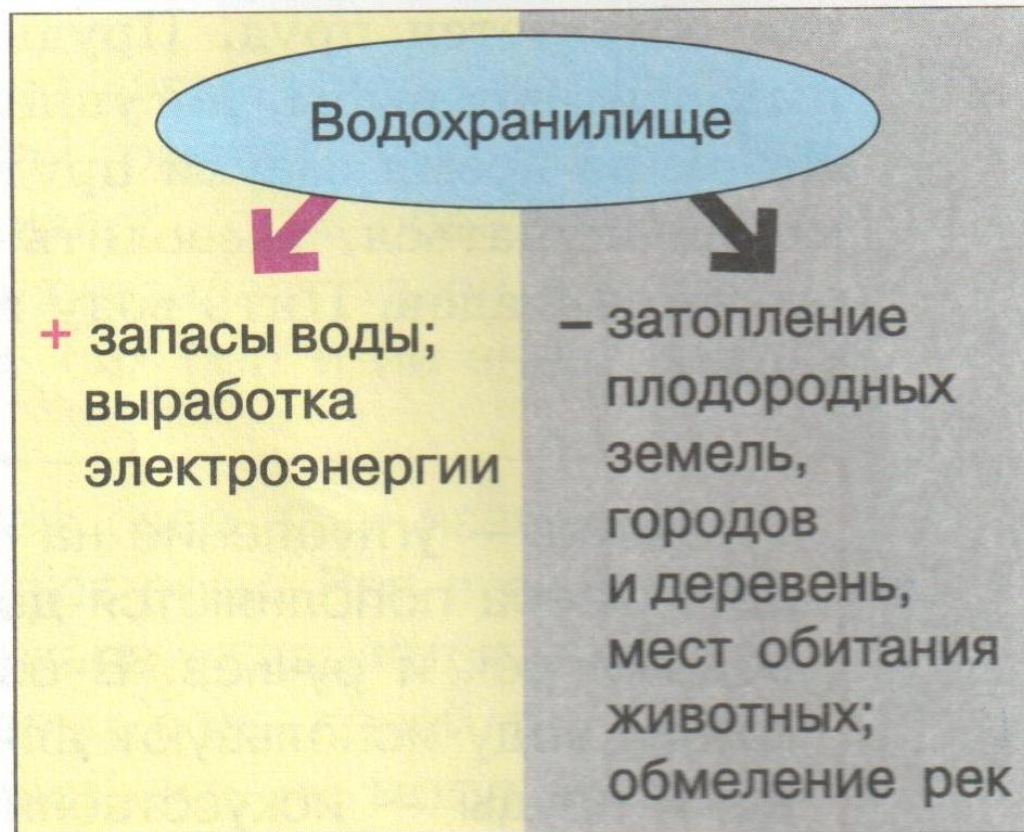 Водохранилище
+ запасы воды;
выработка
электроэнергии
– затопление
плодородных
земель,
городов
и деревень,
мест обитания
животных;
обмеление рек